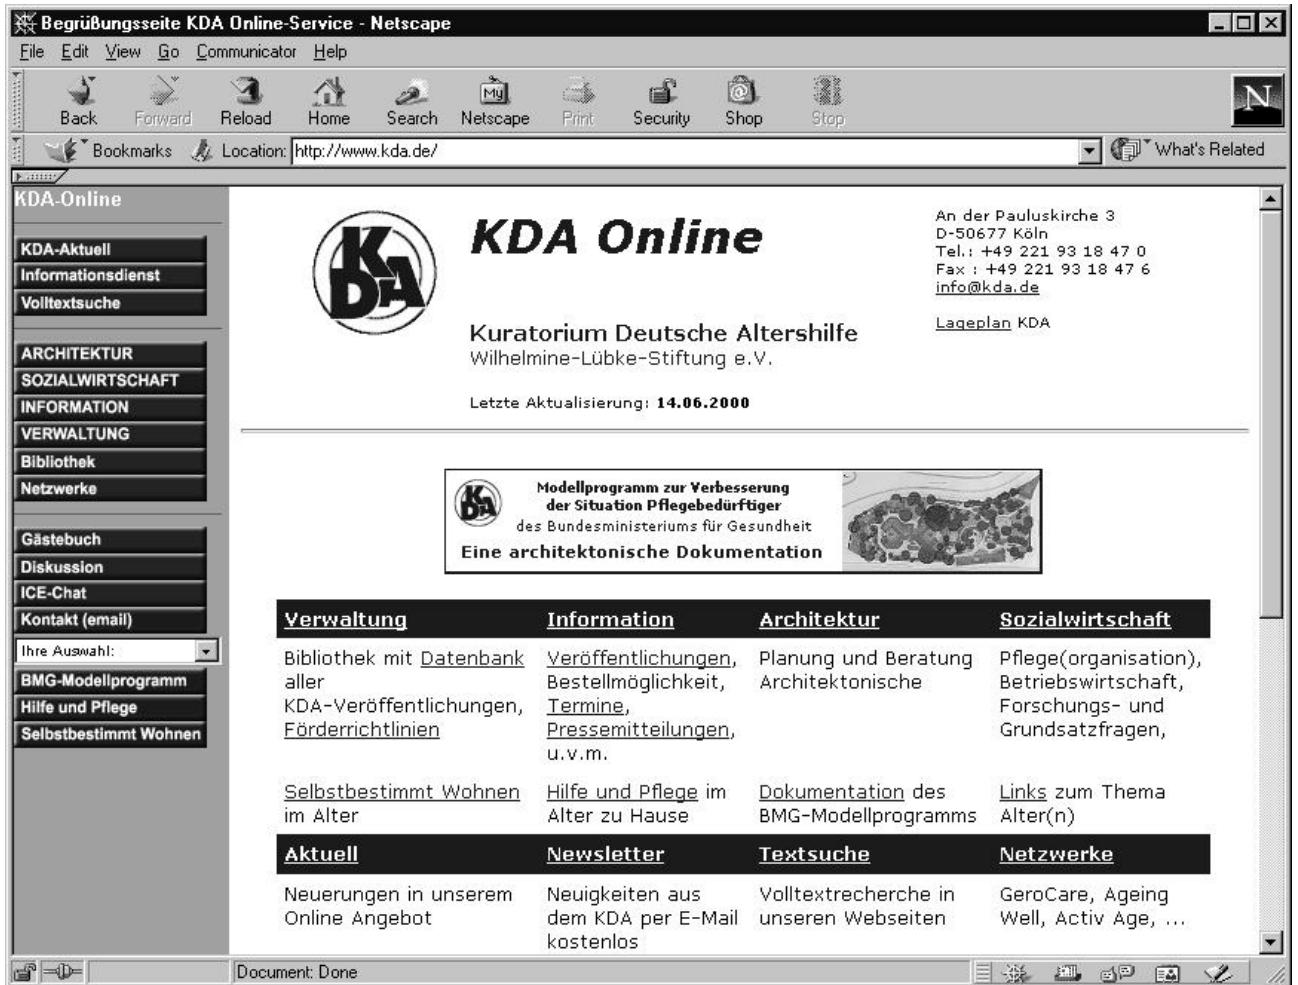 Begrüßungsseite KDA Online-Service - Netscape
File Edit View Go Communicator Help
Back Forward Reload Home Search Netscape Print Security Shop Stop
My
N
Bookmarks Location: http://www.kda.de/ What's Related
KDA-Online
KDA-Aktuell
Informationsdienst
Volltextsuche
ARCHITEKTUR
SOZIALWIRTSCHAFT
INFORMATION
VERWALTUNG
Bibliothek
Netzwerke
Gästebuch
Diskussion
ICE-Chat
Kontakt (email)
Ihre Auswahl:
BMG-Modellprogramm
Hilfe und Pflege
Selbstbestimmt Wohnen
KDA
KDA Online
Kuratorium Deutsche Altershilfe
Wilhelmine-Lübke-Stiftung e.V.
Letzte Aktualisierung: 14.06.2000
An der Pauluskirche 3
D-50677 Köln
Tel.: +49 221 93 18 47 0
Fax : +49 221 93 18 47 6
info@kda.de
Lageplan KDA
KDA
Modellprogramm zur Verbesserung
der Situation Pflegebedürftiger
des Bundesministeriums für Gesundheit
Eine architektonische Dokumentation
Verwaltung
Bibliothek mit Datenbank
aller
KDA-Veröffentlichungen,
Förderrichtlinien
Selbstbestimmt Wohnen
im Alter
Information
Veröffentlichungen,
Bestellmöglichkeit,
Termine,
Pressemitteilungen,
u.v.m.
Hilfe und Pflege im
Alter zu Hause
Architektur
Planung und Beratung
Architektonische
Dokumentation des
BMG-Modellprogramms
Sozialwirtschaft
Pflege(organisation),
Betriebswirtschaft,
Forschungs- und
Grundsatzfragen,
Links zum Thema
Alter(n)
Aktuell
Neuerungen in unserem
Online Angebot
Newsletter
Neuigkeiten aus
dem KDA per E-Mail
kostenlos
Textsuche
Volltextrecherche in
unseren Webseiten
Netzwerke
GeroCare, Ageing
Well, Activ Age, ...
Document: Done